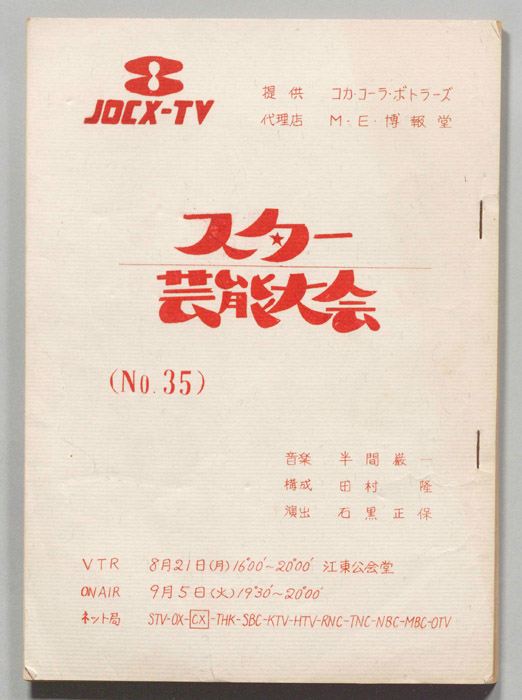 8
JOCX-TV
提供 コカ・コーラ・ボトラーズ
代理店 M・E・博報堂
スター
芸能大会
(No. 35)
音楽 半間巌一
構成 田村 隆
演出 石黒正保
VTR 8月21日(月)16°00'~20°00' 江東公会堂
ON AIR 9月5日(火)19°30'~20°00'
ネット局 STV-OX-CX-THK-SBC-KTV-HTV-RNC-TNC-NBC-MBC-OTV